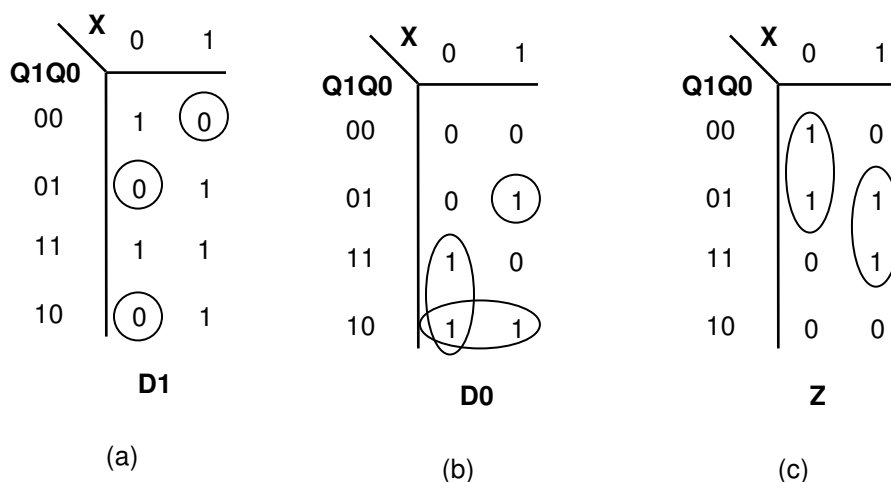 X 0 1
Q1Q0
00 1 0
01 0 1
11 1 1
10 0 1
D1
(a)
X 0 1
Q1Q0
00 0 0
01 0 1
11 1 0
10 1 1
D0
(b)
X 0 1
Q1Q0
00 1 0
01 1 1
11 0 1
10 0 0
Z
(c)